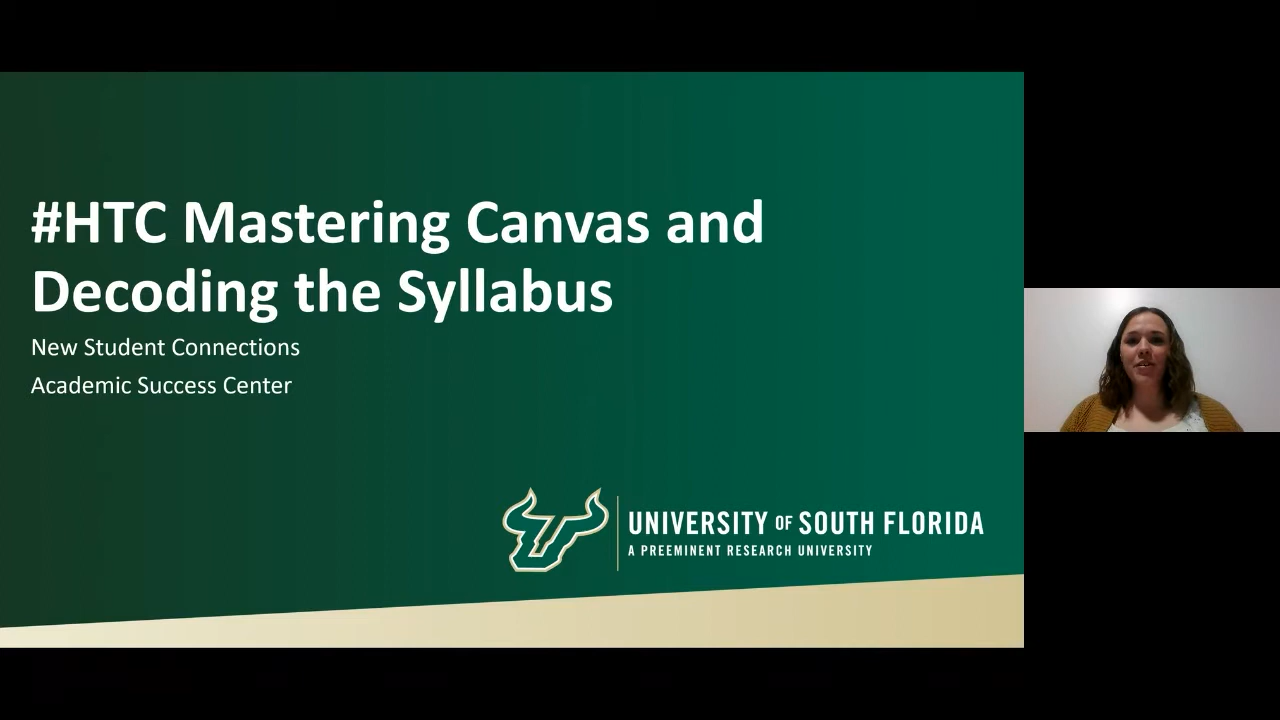 #HTC Mastering Canvas and
Decoding the Syllabus
New Student Connections
Academic Success Center
UNIVERSITY OF SOUTH FLORIDA
A PREEMINENT RESEARCH UNIVERSITY